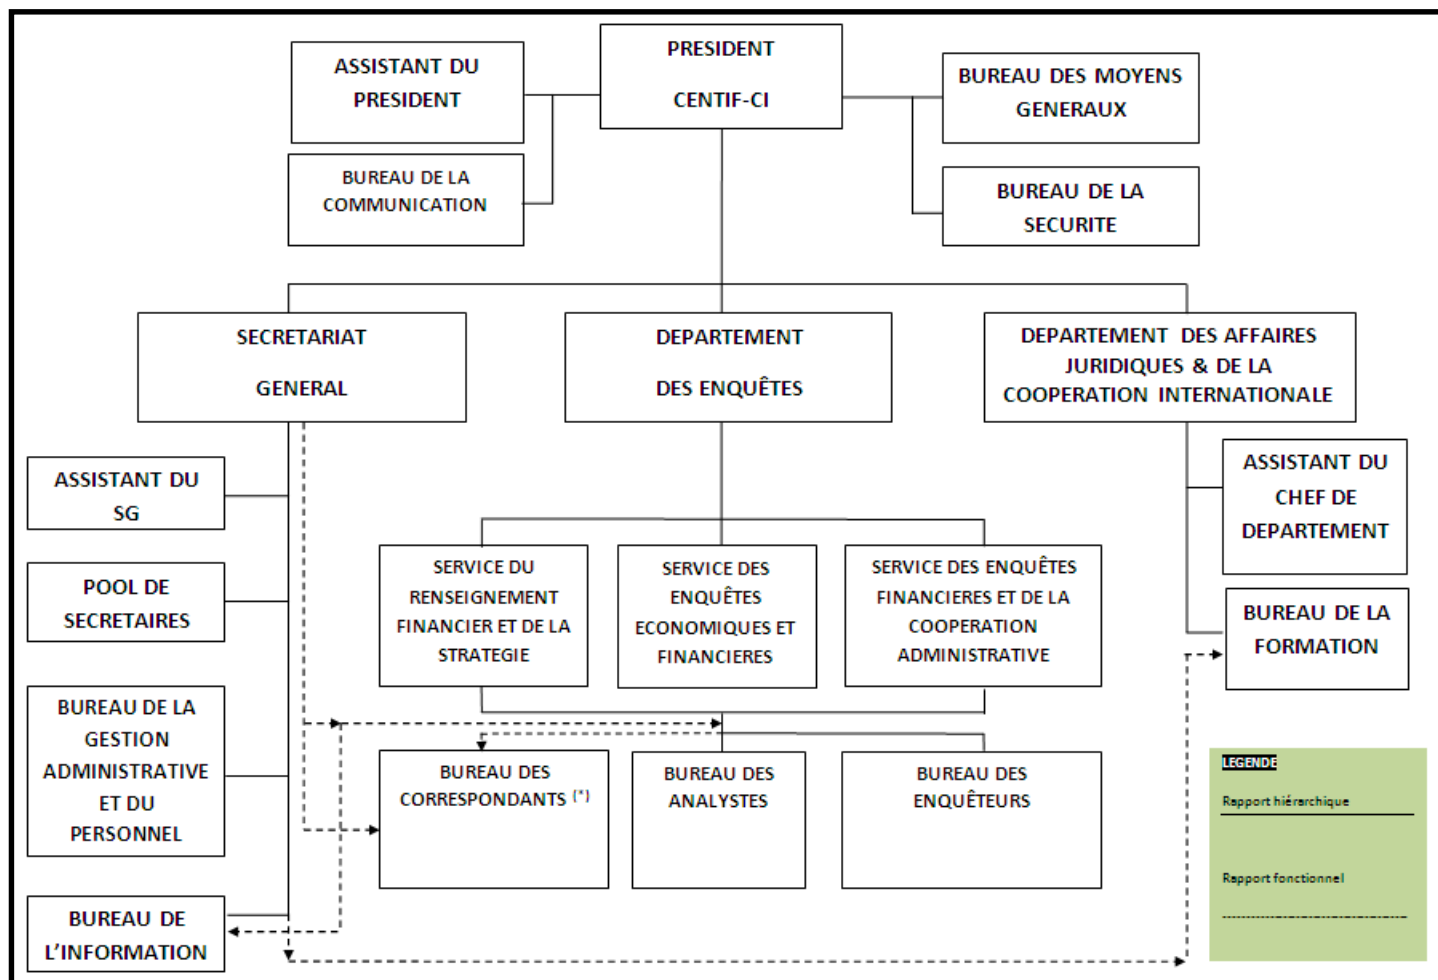 PRESIDENT
CENTIF-CI
ASSISTANT DU
PRESIDENT
BUREAU DES MOYENS
GENERAUX
BUREAU DE LA
COMMUNICATION
BUREAU DE LA
SECURITE
SECRETARIAT
GENERAL
DEPARTEMENT
DES ENQUÊTES
DEPARTEMENT DES AFFAIRES
JURIDIQUES & DE LA
COOPERATION INTERNATIONALE
ASSISTANT DU
SG
ASSISTANT DU
CHEF DE
DEPARTEMENT
POOL DE
SECRETAIRES
SERVICE DU
RENSEIGNEMENT
FINANCIER ET DE LA
STRATEGIE
SERVICE DES
ENQUÊTES
ECONOMIQUES ET
FINANCIERES
SERVICE DES ENQUÊTES
FINANCIERES ET DE LA
COOPERATION
ADMINISTRATIVE
BUREAU DE LA
FORMATION
BUREAU DE LA
GESTION
ADMINISTRATIVE
ET DU
PERSONNEL
BUREAU DES
CORRESPONDANTS (*)
BUREAU DES
ANALYSTES
BUREAU DES
ENQUÊTEURS
BUREAU DE
L'INFORMATION
LEGENDE
Rapport hiérarchique
Rapport fonctionnel